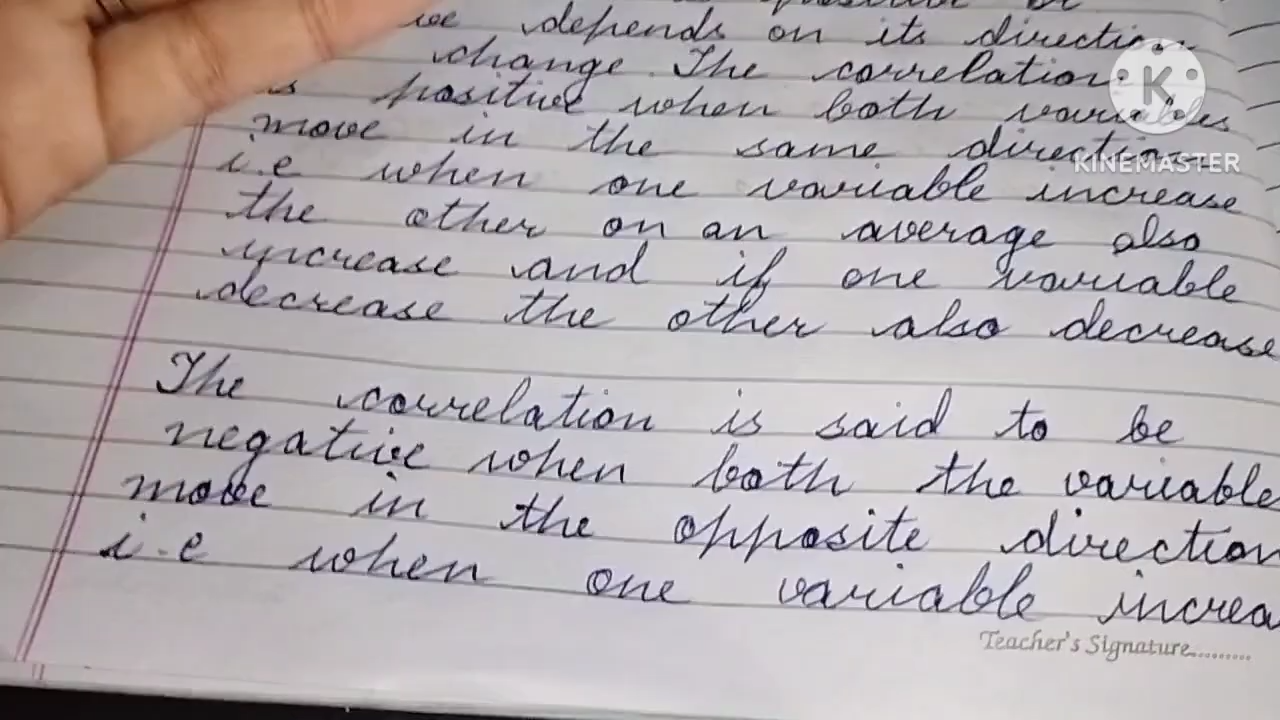 depends on its direction
change. The correlation
is positive when both variables
move in the same direction
i.e when one variable increase
the other on an average also
increase and if one variable
decrease the other also decrease
The correlation is said to be
negative when both the variable
move in the opposite direction
i.e when one variable increa
Teacher's Signature.........
K
KINEMASTER